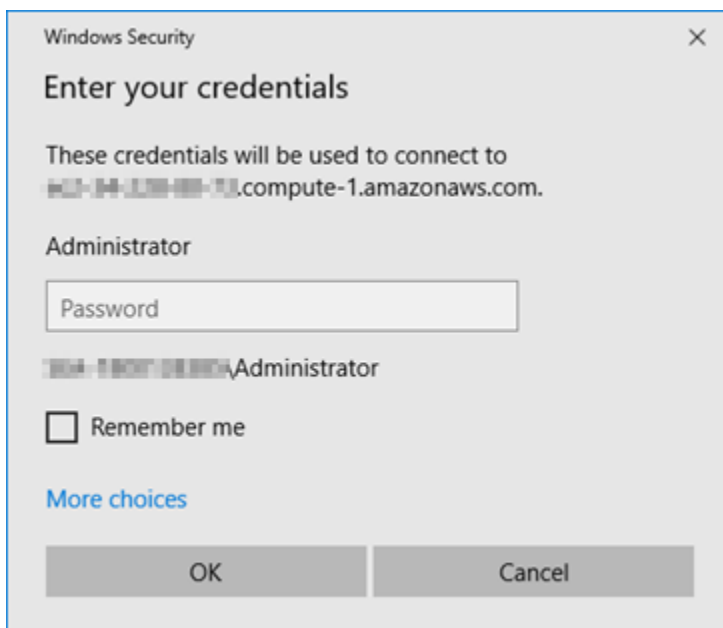 Windows Security
Enter your credentials
These credentials will be used to connect to
.compute-1.amazonaws.com.
Administrator
Password
\Administrator
Remember me
More choices
OK
Cancel